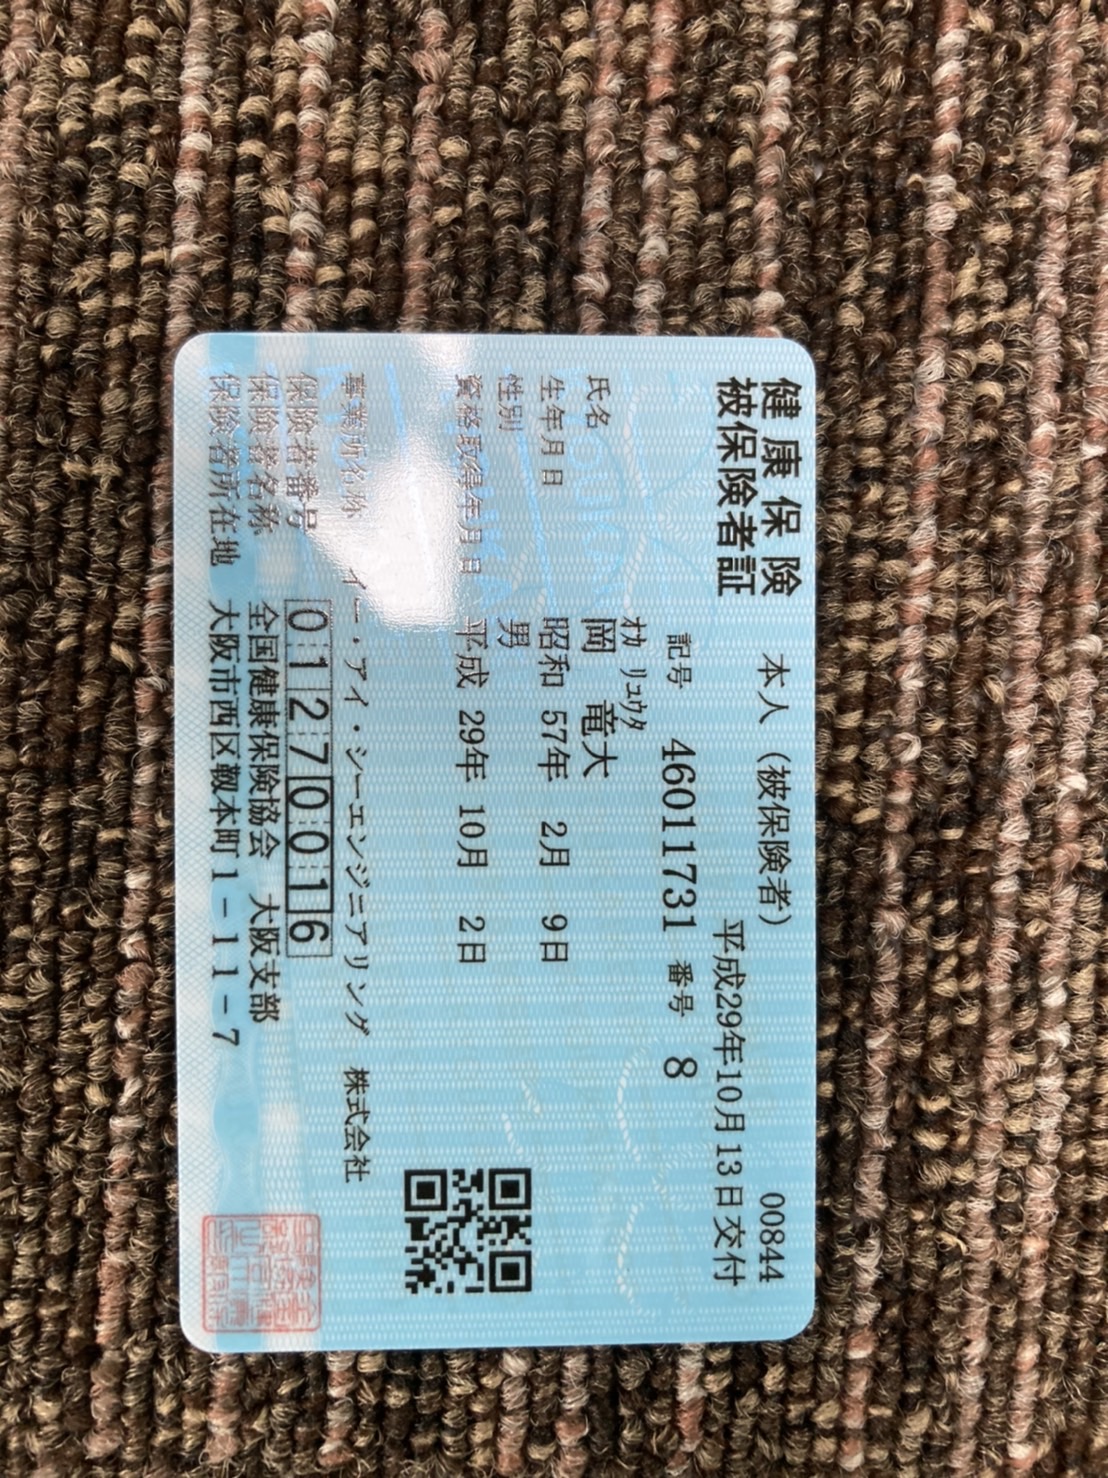 健康保険 本人（被保険者） 00844
被保険者証 平成29年10月13日交付
記号 46011731 番号 8
オカ リュウタ
氏名 岡 竜大
生年月日 昭和 57年 2月 9日
性別 男
資格取得年月日 平成 29年 10月 2日
事業所名称 イー・アイ・シーエンジニアリング 株式会社
保険者番号 01270016
保険者名称 全国健康保険協会 大阪支部
保険者所在地 大阪市西区靱本町1-11-7